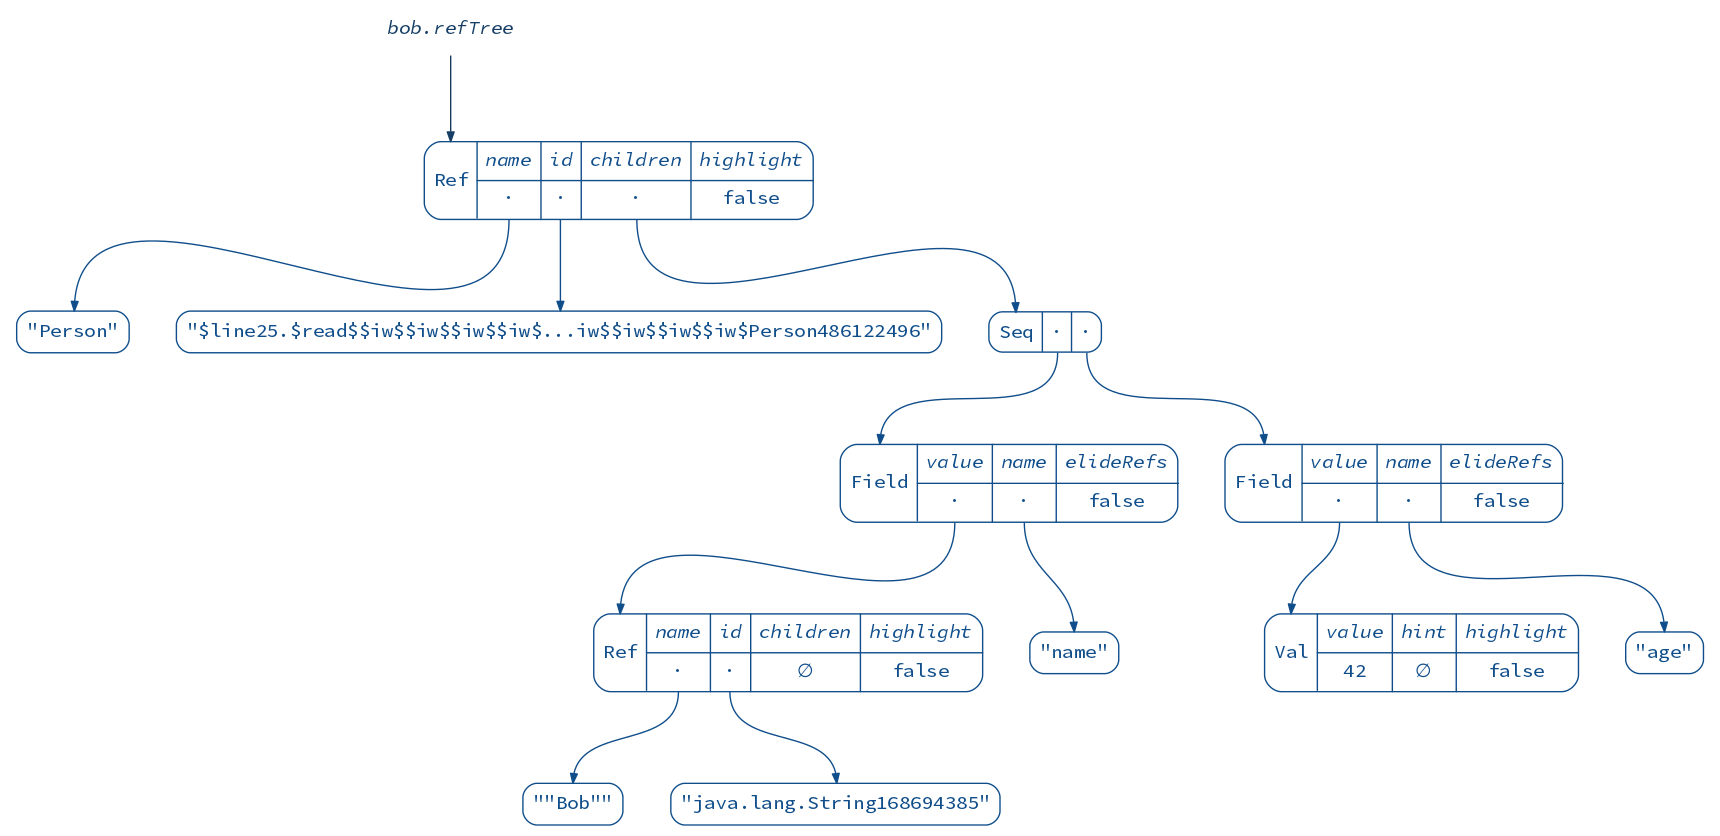 bob.refTree
Ref name id children highlight
· · · false
"Person"
"$line25.$read$$iw$$iw$$iw$$iw$...iw$$iw$$iw$$iw$Person486122496"
Seq · ·
Field value name elideRefs
· · false
Field value name elideRefs
· · false
Ref name id children highlight
· · ∅ false
"name"
Val value hint highlight
42 ∅ false
"age"
""Bob""
"java.lang.String168694385"